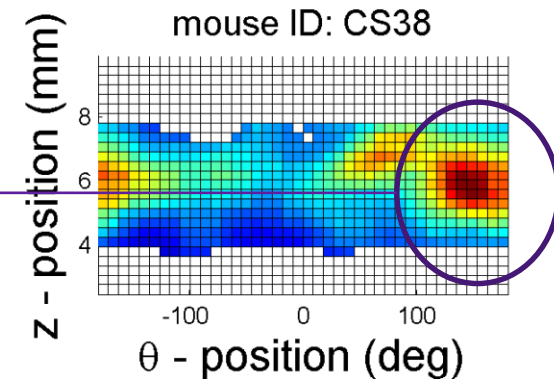 mouse ID: CS38
z - position (mm)
8
6
4
-100
0
100
θ - position (deg)